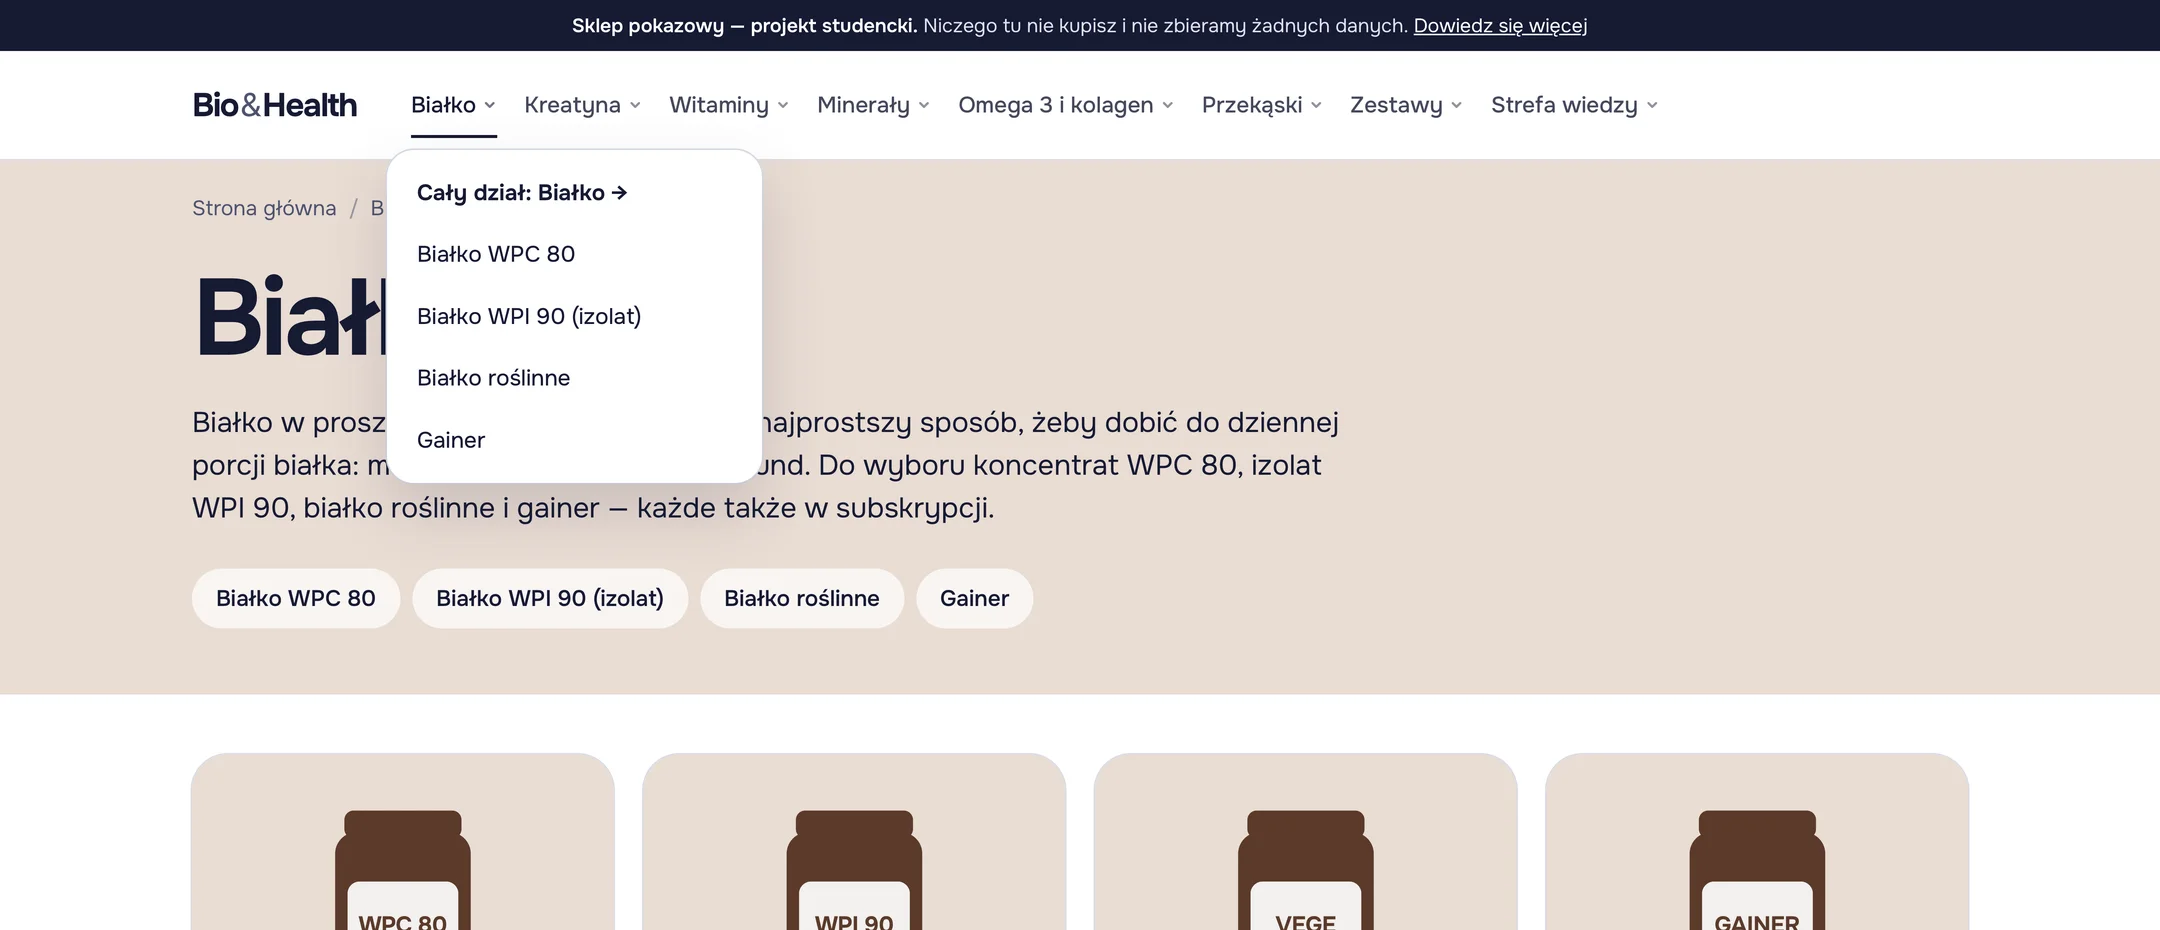 Sklep pokazowy — projekt studencki. Niczego tu nie kupisz i nie zbieramy żadnych danych. Dowiedz się więcej
Bio&Health
Białko
Kreatyna
Witaminy
Minerały
Omega 3 i kolagen
Przekąski
Zestawy
Strefa wiedzy
Cały dział: Białko →
Białko WPC 80
Białko WPI 90 (izolat)
Białko roślinne
Gainer
Strona główna /
Białko w najprostszy sposób, żeby dobić do dziennej
porcji białka: Do wyboru koncentrat WPC 80, izolat
WPI 90, białko roślinne i gainer — każde także w subskrypcji.
Białko WPC 80
Białko WPI 90 (izolat)
Białko roślinne
Gainer
WPC 80
WPI 90
VEGE
GAINER